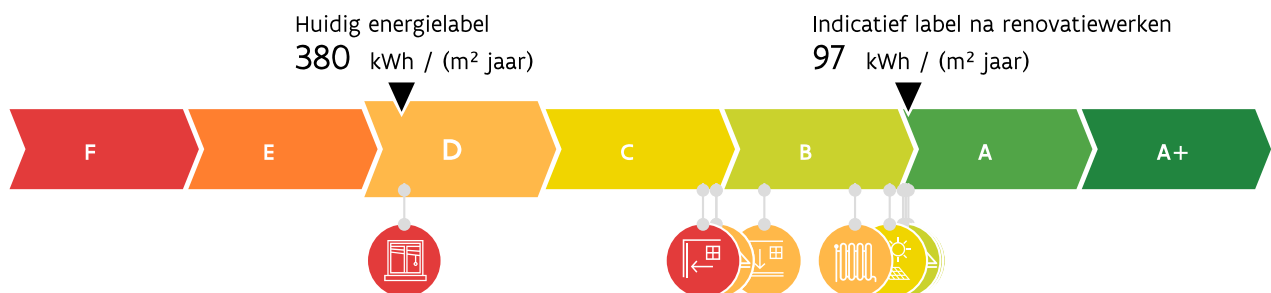 Huidig energielabel
380 kWh / (m² jaar)
Indicatief label na renovatiewerken
97 kWh / (m² jaar)
F E D C B A A+